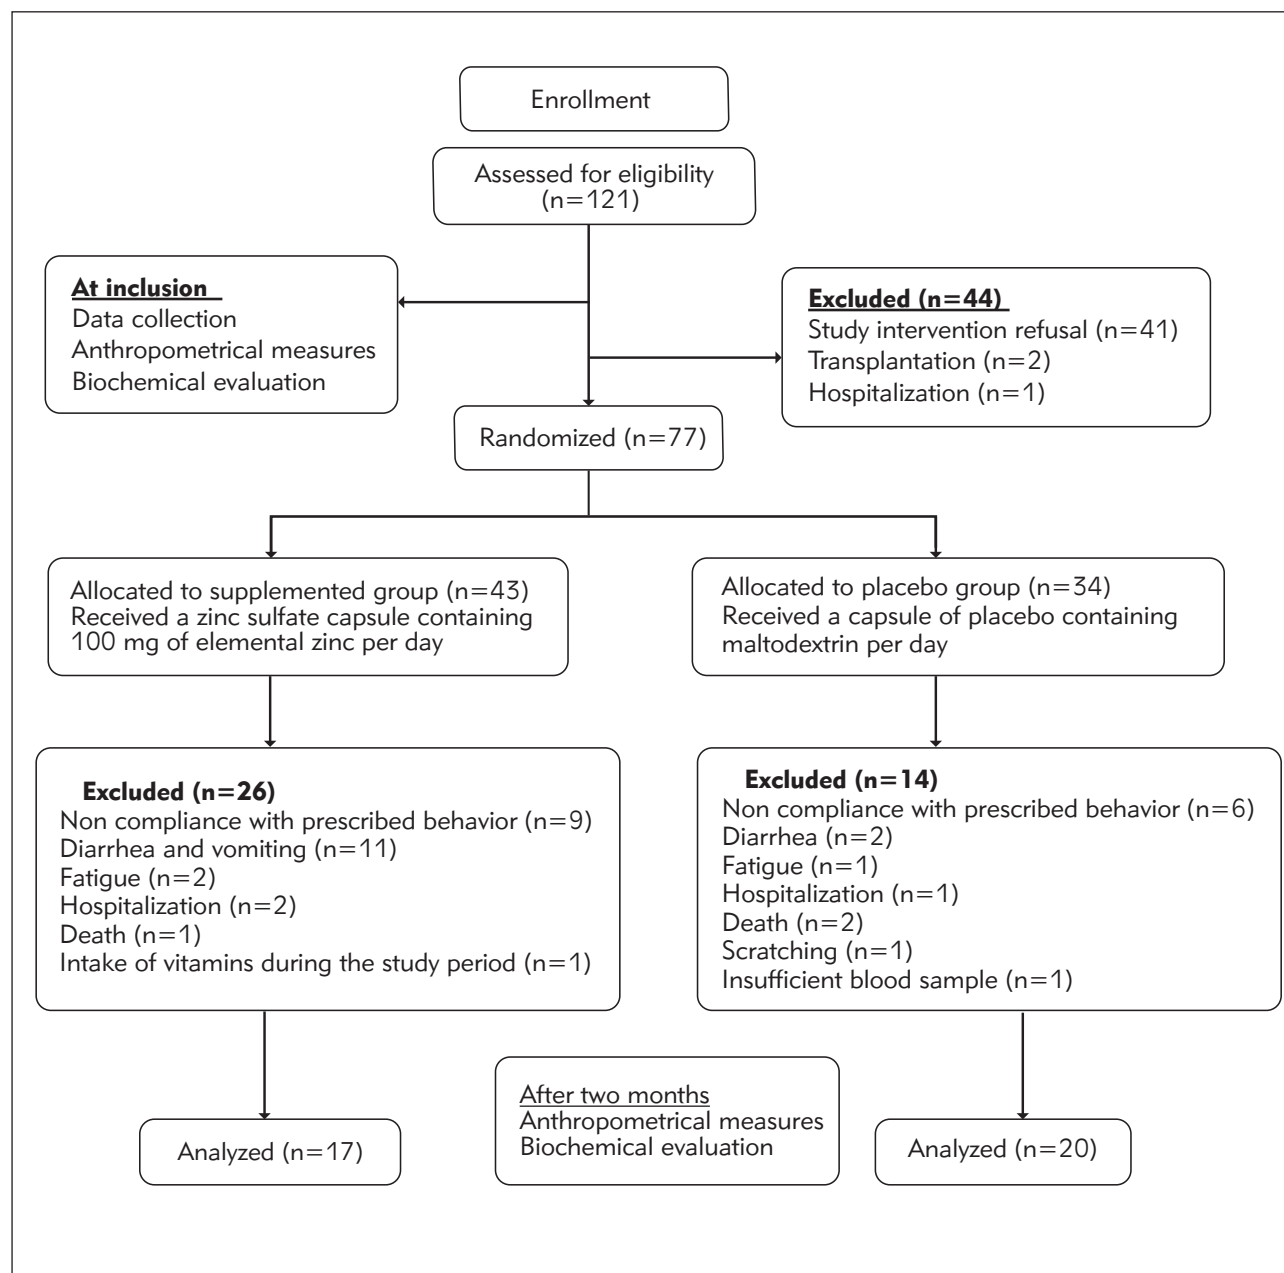 Enrollment
Assessed for eligibility
(n=121)
At inclusion
Data collection
Anthropometrical measures
Biochemical evaluation
Excluded (n=44)
Study intervention refusal (n=41)
Transplantation (n=2)
Hospitalization (n=1)
Randomized (n=77)
Allocated to supplemented group (n=43)
Received a zinc sulfate capsule containing
100 mg of elemental zinc per day
Allocated to placebo group (n=34)
Received a capsule of placebo containing
maltodextrin per day
Excluded (n=26)
Non compliance with prescribed behavior (n=9)
Diarrhea and vomiting (n=11)
Fatigue (n=2)
Hospitalization (n=2)
Death (n=1)
Intake of vitamins during the study period (n=1)
Excluded (n=14)
Non compliance with prescribed behavior (n=6)
Diarrhea (n=2)
Fatigue (n=1)
Hospitalization (n=1)
Death (n=2)
Scratching (n=1)
Insufficient blood sample (n=1)
After two months
Anthropometrical measures
Biochemical evaluation
Analyzed (n=17)
Analyzed (n=20)